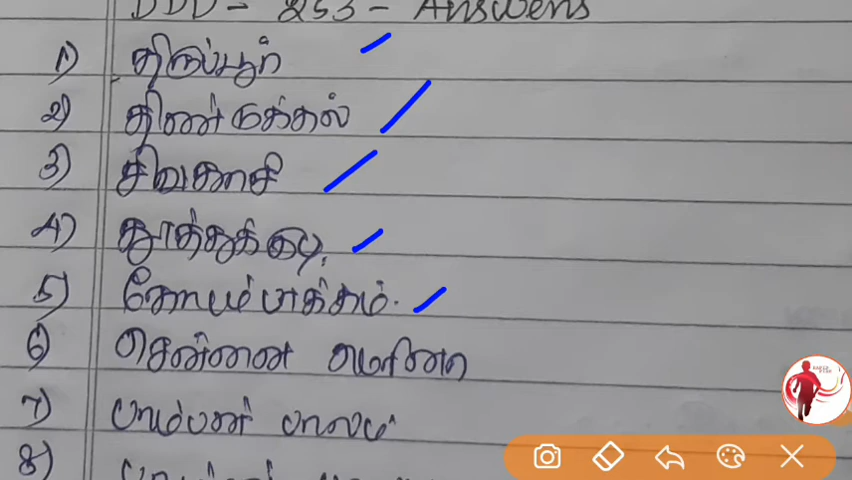 DDD - 253 - Answers
1) திருப்பூர்
2) திண்டுக்கல்
3) சிவகாசி
4) தூத்துக்குடி.
5) கோயம்பாக்கம்.
6) சென்னை மெரினா
7) பாம்பன் பாலம்
8)